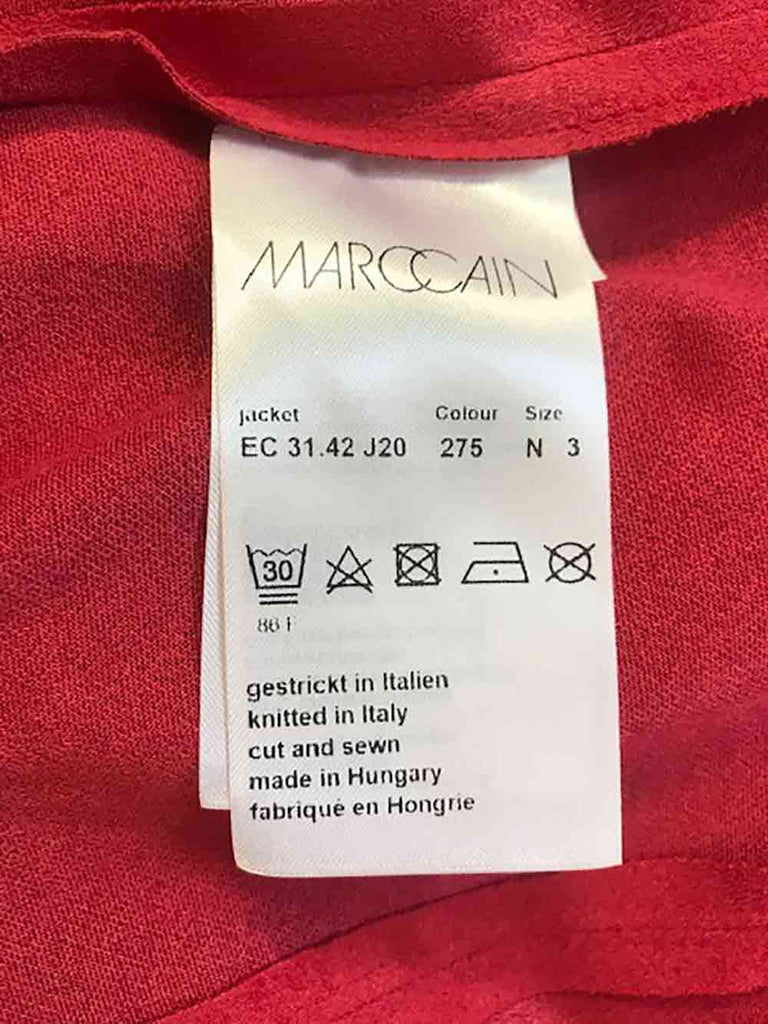 MARCCAIN
Jacket Colour Size
EC 31.42 J20 275 N 3
30
86 F
gestrickt in Italien
knitted in Italy
cut and sewn
made in Hungary
fabriqué en Hongrie